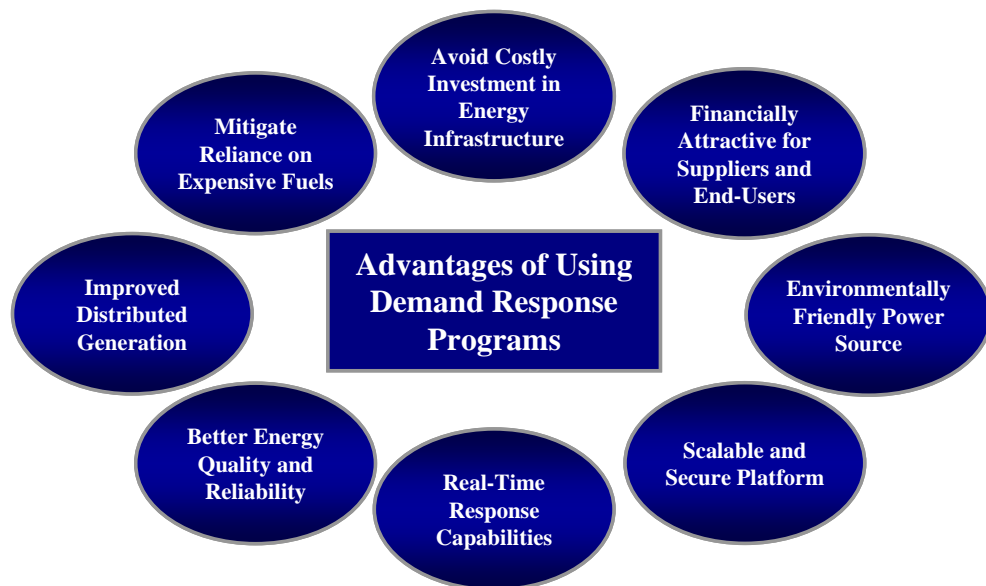 Avoid Costly
Investment in
Energy
Infrastructure
Financially
Attractive for
Suppliers and
End-Users
Mitigate
Reliance on
Expensive Fuels
Advantages of Using
Demand Response
Programs
Improved
Distributed
Generation
Environmentally
Friendly Power
Source
Better Energy
Quality and
Reliability
Scalable and
Secure Platform
Real-Time
Response
Capabilities